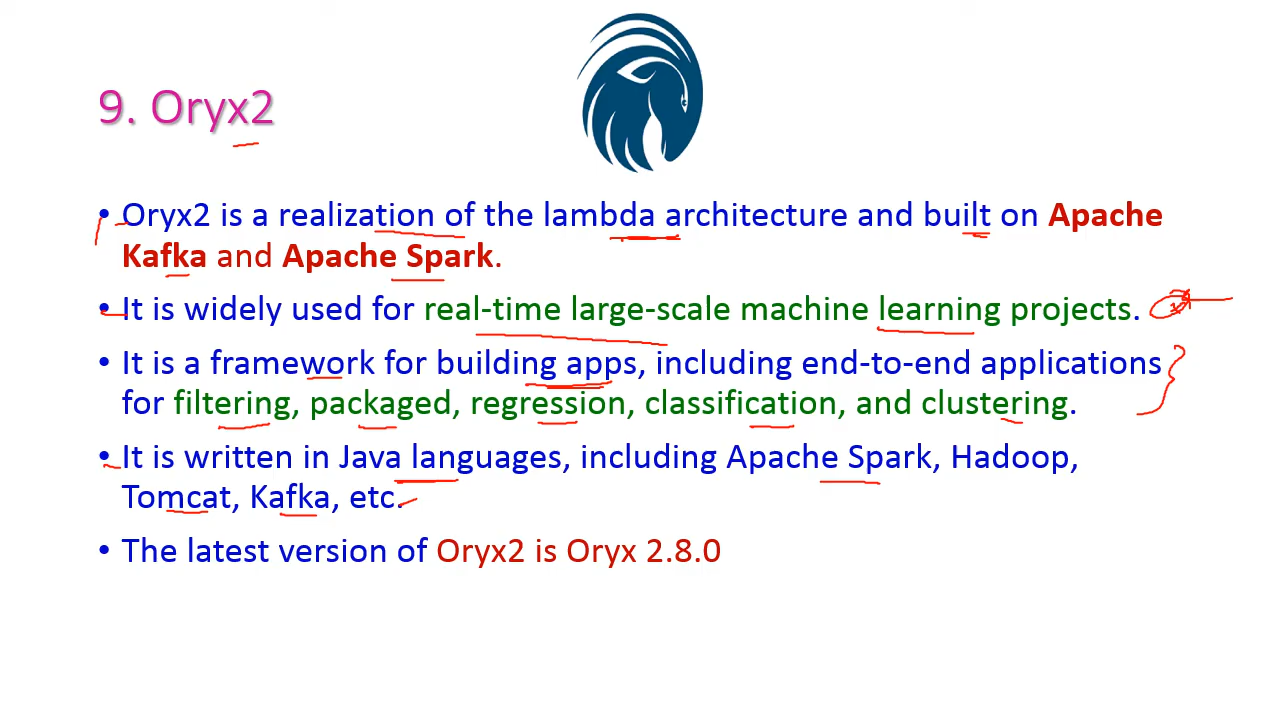 9. Oryx2
• Oryx2 is a realization of the lambda architecture and built on Apache
Kafka and Apache Spark.
• It is widely used for real-time large-scale machine learning projects.
• It is a framework for building apps, including end-to-end applications
for filtering, packaged, regression, classification, and clustering.
• It is written in Java languages, including Apache Spark, Hadoop,
Tomcat, Kafka, etc.
• The latest version of Oryx2 is Oryx 2.8.0